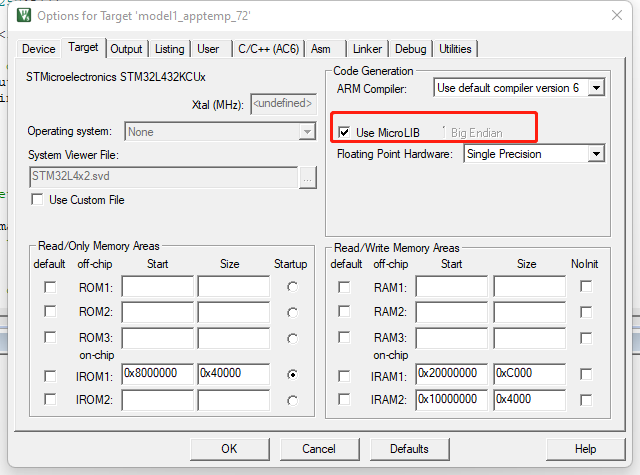 Options for Target 'model1_apptemp_72'
Device Target Output Listing User C/C++ (AC6) Asm Linker Debug Utilities
STMicroelectronics STM32L432KCUx
Xtal (MHz): <undefined>
Operating system: None
System Viewer File:
STM32L4x2.svd ...
Use Custom File
Code Generation
ARM Compiler: Use default compiler version 6
Use MicroLIB Big Endian
Floating Point Hardware: Single Precision
Read/Only Memory Areas
default off-chip Start Size Startup
ROM1:
ROM2:
ROM3:
on-chip
IROM1: 0x8000000 0x40000
IROM2:
Read/Write Memory Areas
default off-chip Start Size NoInit
RAM1:
RAM2:
RAM3:
on-chip
IRAM1: 0x20000000 0xC000
IRAM2: 0x10000000 0x4000
OK Cancel Defaults Help